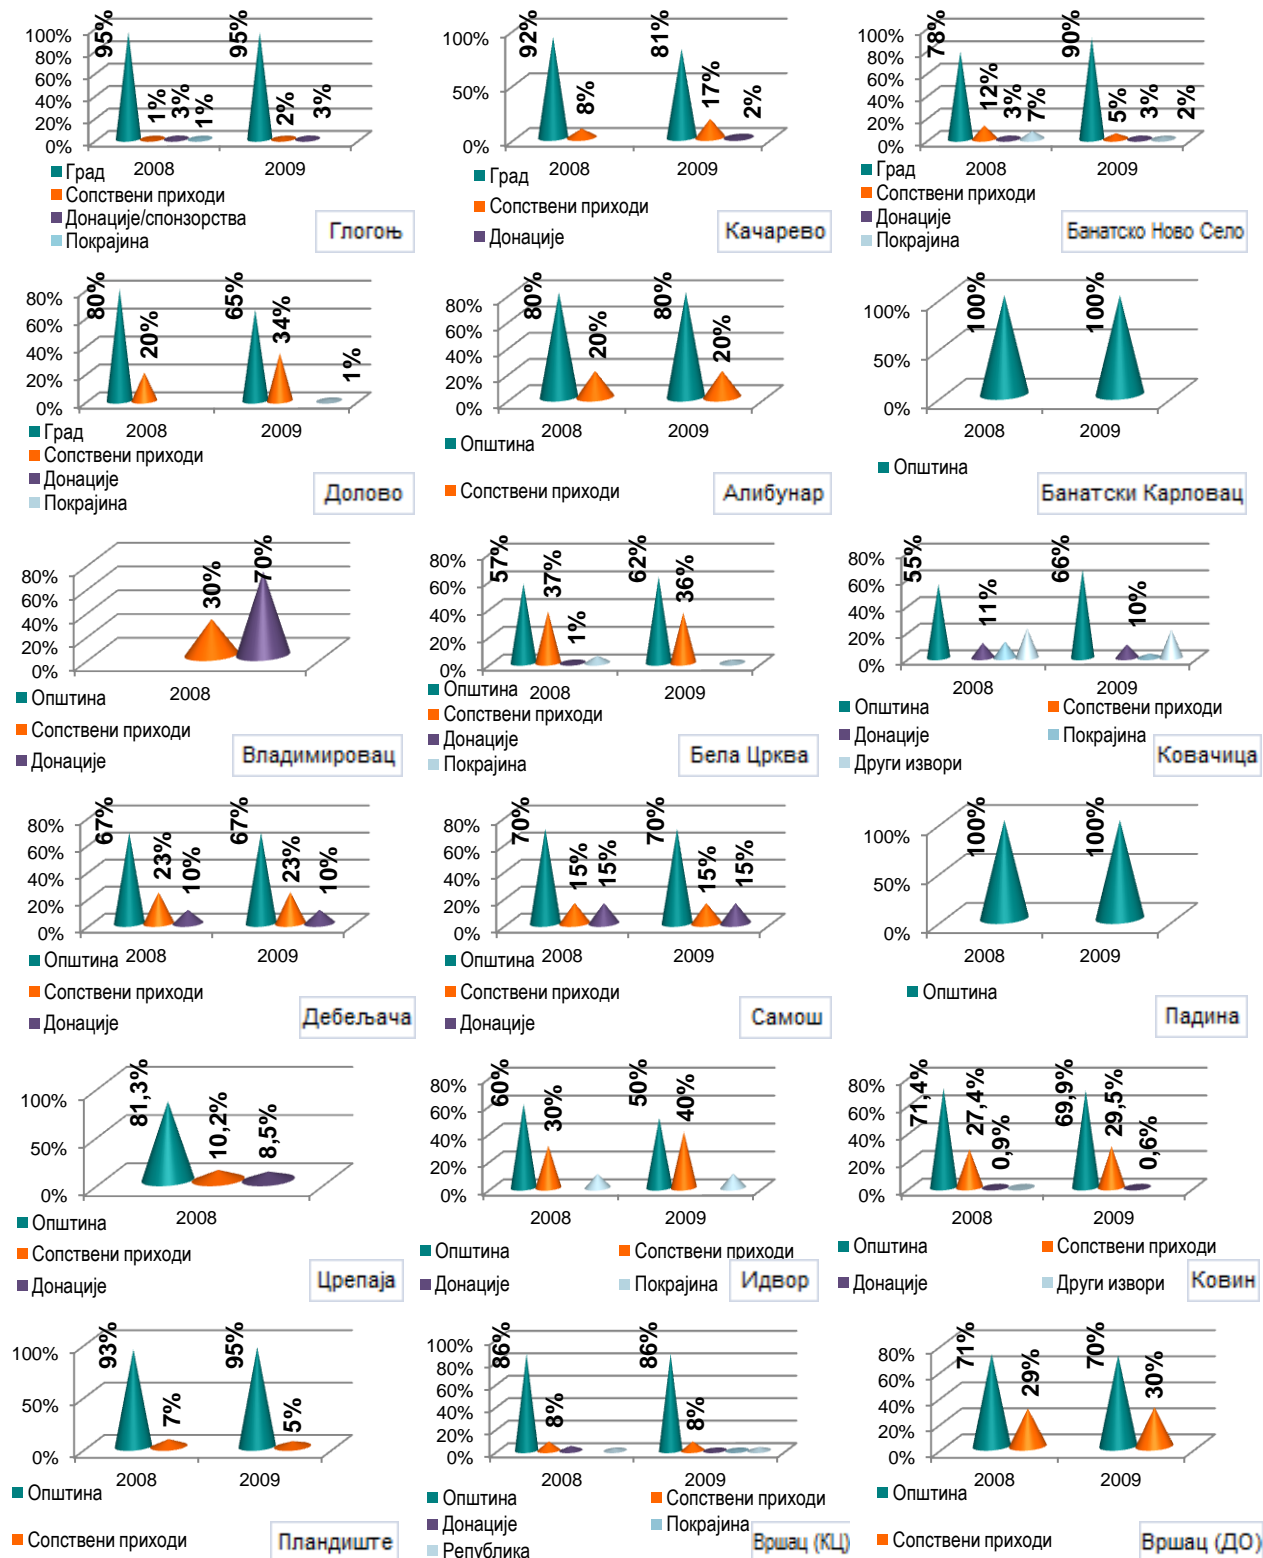 100%
80%
60%
40%
20%
0%
95%
1%
3%
1%
95%
2%
3%
2008
2009
Град
Сопствени приходи
Донације/спонзорства
Покрајина
Глогоњ
100%
50%
0%
92%
8%
81%
17%
2%
2008
2009
Град
Сопствени приходи
Донације
Качарево
100%
80%
60%
40%
20%
0%
78%
12%
3%
7%
90%
5%
3%
2%
2008
2009
Град
Сопствени приходи
Донације
Покрајина
Банатско Ново Село
80%
60%
40%
20%
0%
80%
20%
65%
34%
1%
2008
2009
Град
Сопствени приходи
Донације
Покрајина
Долово
80%
60%
40%
20%
0%
80%
20%
80%
20%
2008
2009
Општина
Сопствени приходи
Алибунар
100%
50%
0%
100%
100%
2008
2009
Општина
Банатски Карловац
80%
60%
40%
20%
0%
30%
70%
2008
Општина
Сопствени приходи
Донације
Владимировац
80%
60%
40%
20%
0%
57%
37%
1%
62%
36%
2008
2009
Општина
Сопствени приходи
Донације
Покрајина
Бела Црква
80%
60%
40%
20%
0%
55%
11%
66%
10%
2008
2009
Општина
Сопствени приходи
Донације
Покрајина
Други извори
Ковачица
80%
60%
40%
20%
0%
67%
23%
10%
67%
23%
10%
2008
2009
Општина
Сопствени приходи
Донације
Дебељача
80%
60%
40%
20%
0%
70%
15%
15%
70%
15%
15%
2008
2009
Општина
Сопствени приходи
Донације
Самош
100%
50%
0%
100%
100%
2008
2009
Општина
Падина
100%
50%
0%
81,3%
10,2%
8,5%
2008
Општина
Сопствени приходи
Донације
Црепаја
80%
60%
40%
20%
0%
60%
30%
50%
40%
2008
2009
Општина
Сопствени приходи
Донације
Покрајина
Идвор
80%
60%
40%
20%
0%
71,4%
27,4%
0,9%
69,9%
29,5%
0,6%
2008
2009
Општина
Сопствени приходи
Донације
Други извори
Ковин
100%
50%
0%
93%
7%
95%
5%
2008
2009
Општина
Сопствени приходи
Пландиште
100%
80%
60%
40%
20%
0%
86%
8%
86%
8%
2008
2009
Општина
Сопствени приходи
Донације
Покрајина
Република
Вршац (КЦ)
80%
60%
40%
20%
0%
71%
29%
70%
30%
2008
2009
Општина
Сопствени приходи
Вршац (ДО)